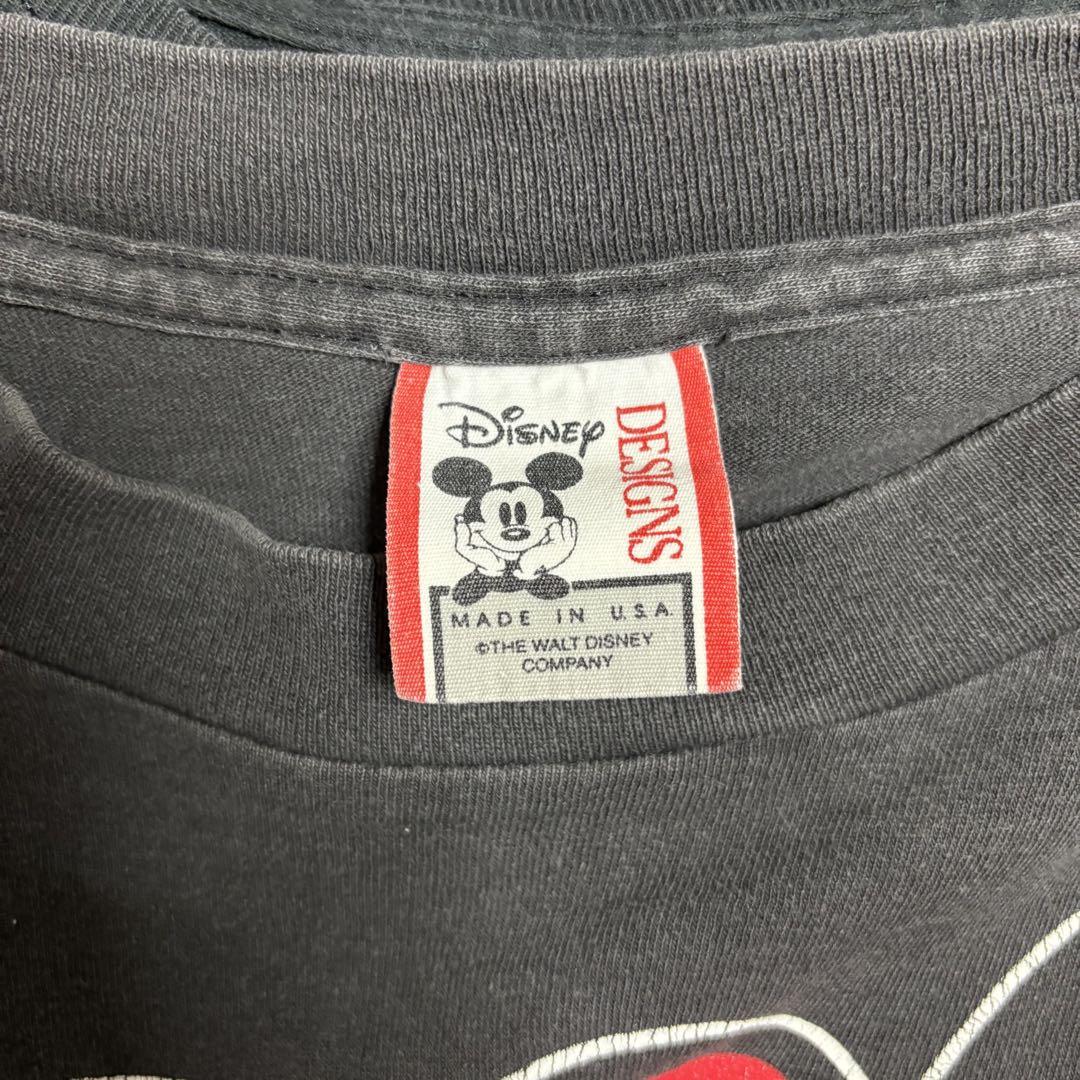 Disney
DESIGNS
MADE IN U.S.A
©THE WALT DISNEY
COMPANY